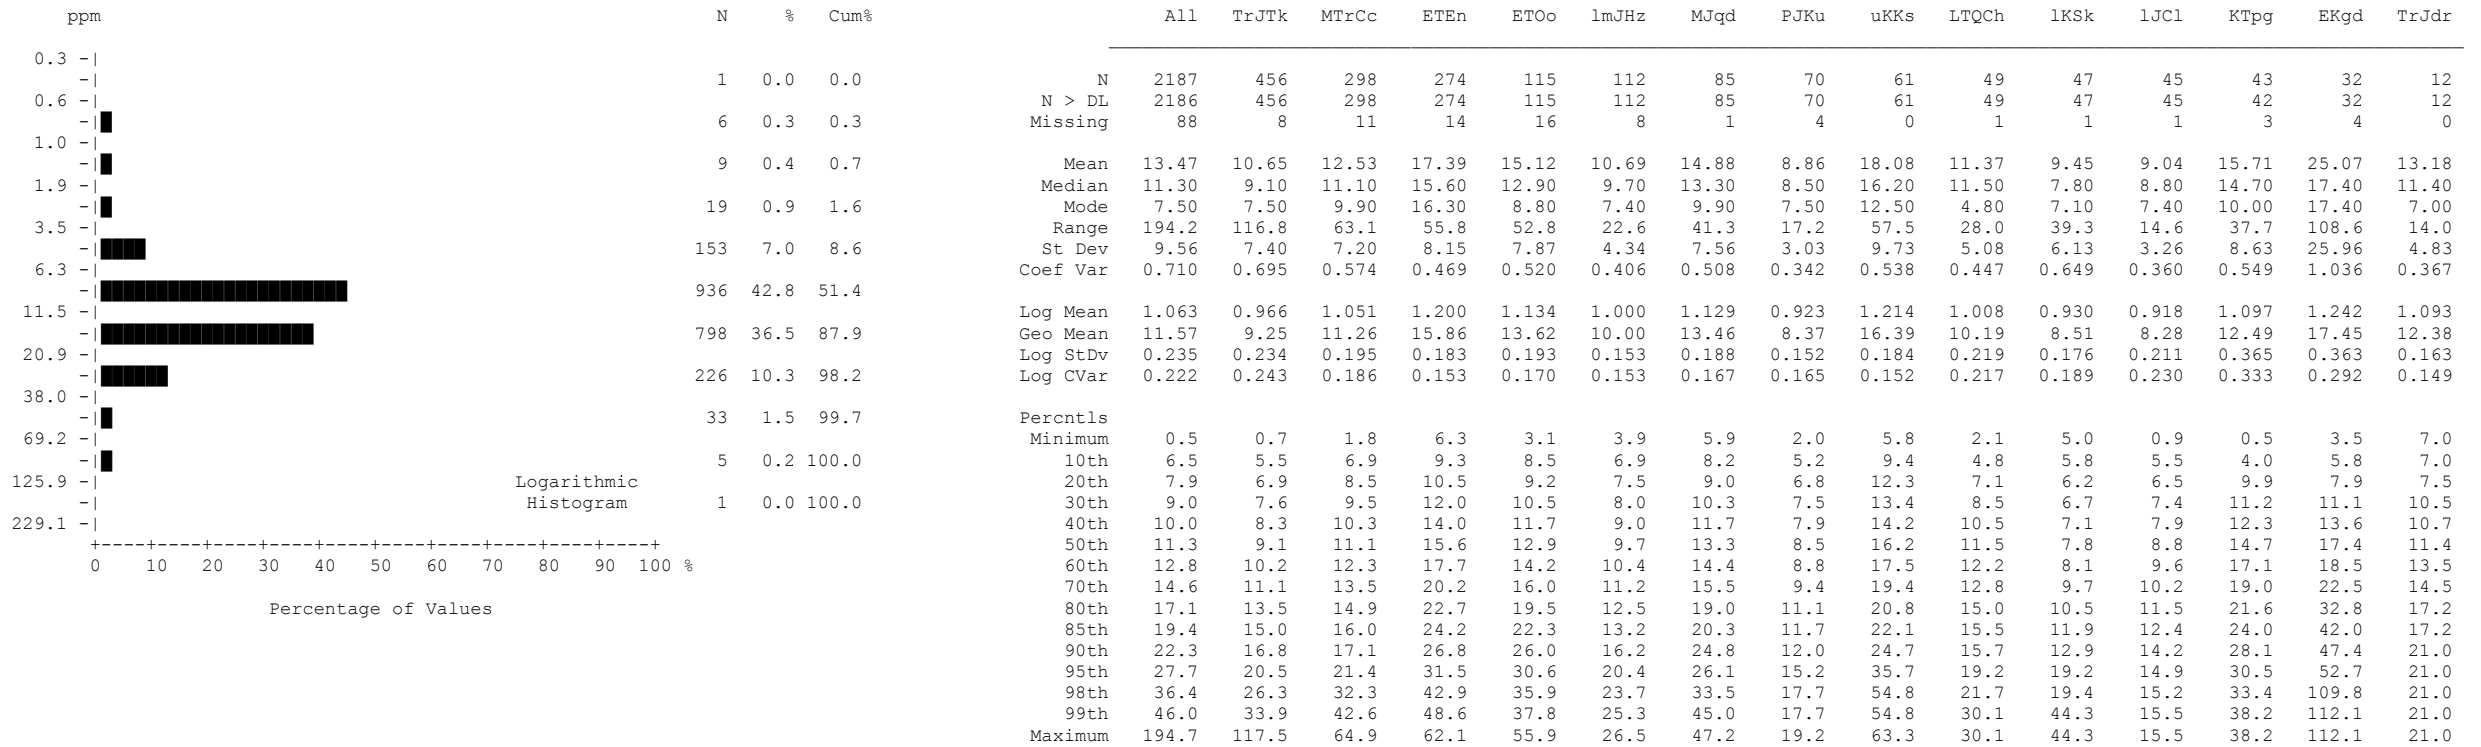 ppm N % Cum% All TrJTk MTrCc ETEn ETOo lmJHz MJqd PJKu uKKs LTQCh lKSk lJCl KTpg EKgd TrJdr
0.3 -|
-| 1 0.0 0.0 N 2187 456 298 274 115 112 85 70 61 49 47 45 43 32 12
0.6 -| N > DL 2186 456 298 274 115 112 85 70 61 49 47 45 42 32 12
-| 6 0.3 0.3 Missing 88 8 11 14 16 8 1 4 0 1 1 1 3 4 0
1.0 -|
-| 9 0.4 0.7 Mean 13.47 10.65 12.53 17.39 15.12 10.69 14.88 8.86 18.08 11.37 9.45 9.04 15.71 25.07 13.18
1.9 -| Median 11.30 9.10 11.10 15.60 12.90 9.70 13.30 8.50 16.20 11.50 7.80 8.80 14.70 17.40 11.40
-| 19 0.9 1.6 Mode 7.50 7.50 9.90 16.30 8.80 7.40 9.90 7.50 12.50 4.80 7.10 7.40 10.00 17.40 7.00
3.5 -| Range 194.2 116.8 63.1 55.8 52.8 22.6 41.3 17.2 57.5 28.0 39.3 14.6 37.7 108.6 14.0
-| 153 7.0 8.6 St Dev 9.56 7.40 7.20 8.15 7.87 4.34 7.56 3.03 9.73 5.08 6.13 3.26 8.63 25.96 4.83
6.3 -| Coef Var 0.710 0.695 0.574 0.469 0.520 0.406 0.508 0.342 0.538 0.447 0.649 0.360 0.549 1.036 0.367
-| 936 42.8 51.4
11.5 -| Log Mean 1.063 0.966 1.051 1.200 1.134 1.000 1.129 0.923 1.214 1.008 0.930 0.918 1.097 1.242 1.093
-| 798 36.5 87.9 Geo Mean 11.57 9.25 11.26 15.86 13.62 10.00 13.46 8.37 16.39 10.19 8.51 8.28 12.49 17.45 12.38
20.9 -| Log StDv 0.235 0.234 0.195 0.183 0.193 0.153 0.188 0.152 0.184 0.219 0.176 0.211 0.365 0.363 0.163
-| 226 10.3 98.2 Log CVar 0.222 0.243 0.186 0.153 0.170 0.153 0.167 0.165 0.152 0.217 0.189 0.230 0.333 0.292 0.149
38.0 -|
-| 33 1.5 99.7 Percntls
69.2 -| Minimum 0.5 0.7 1.8 6.3 3.1 3.9 5.9 2.0 5.8 2.1 5.0 0.9 0.5 3.5 7.0
-| 5 0.2 100.0 10th 6.5 5.5 6.9 9.3 8.5 6.9 8.2 5.2 9.4 4.8 5.8 5.5 4.0 5.8 7.0
125.9 -| Logarithmic 20th 7.9 6.9 8.5 10.5 9.2 7.5 9.0 6.8 12.3 7.1 6.2 6.5 9.9 7.9 7.5
-| Histogram 1 0.0 100.0 30th 9.0 7.6 9.5 12.0 10.5 8.0 10.3 7.5 13.4 8.5 6.7 7.4 11.2 11.1 10.5
229.1 -| 40th 10.0 8.3 10.3 14.0 11.7 9.0 11.7 7.9 14.2 10.5 7.1 7.9 12.3 13.6 10.7
+----+----+----+----+----+----+----+----+----+----+ 50th 11.3 9.1 11.1 15.6 12.9 9.7 13.3 8.5 16.2 11.5 7.8 8.8 14.7 17.4 11.4
0 10 20 30 40 50 60 70 80 90 100 % 60th 12.8 10.2 12.3 17.7 14.2 10.4 14.4 8.8 17.5 12.2 8.1 9.6 17.1 18.5 13.5
70th 14.6 11.1 13.5 20.2 16.0 11.2 15.5 9.4 19.4 12.8 9.7 10.2 19.0 22.5 14.5
Percentage of Values 80th 17.1 13.5 14.9 22.7 19.5 12.5 19.0 11.1 20.8 15.0 10.5 11.5 21.6 32.8 17.2
85th 19.4 15.0 16.0 24.2 22.3 13.2 20.3 11.7 22.1 15.5 11.9 12.4 24.0 42.0 17.2
90th 22.3 16.8 17.1 26.8 26.0 16.2 24.8 12.0 24.7 15.7 12.9 14.2 28.1 47.4 21.0
95th 27.7 20.5 21.4 31.5 30.6 20.4 26.1 15.2 35.7 19.2 19.2 14.9 30.5 52.7 21.0
98th 36.4 26.3 32.3 42.9 35.9 23.7 33.5 17.7 54.8 21.7 19.4 15.2 33.4 109.8 21.0
99th 46.0 33.9 42.6 48.6 37.8 25.3 45.0 17.7 54.8 30.1 44.3 15.5 38.2 112.1 21.0
Maximum 194.7 117.5 64.9 62.1 55.9 26.5 47.2 19.2 63.3 30.1 44.3 15.5 38.2 112.1 21.0